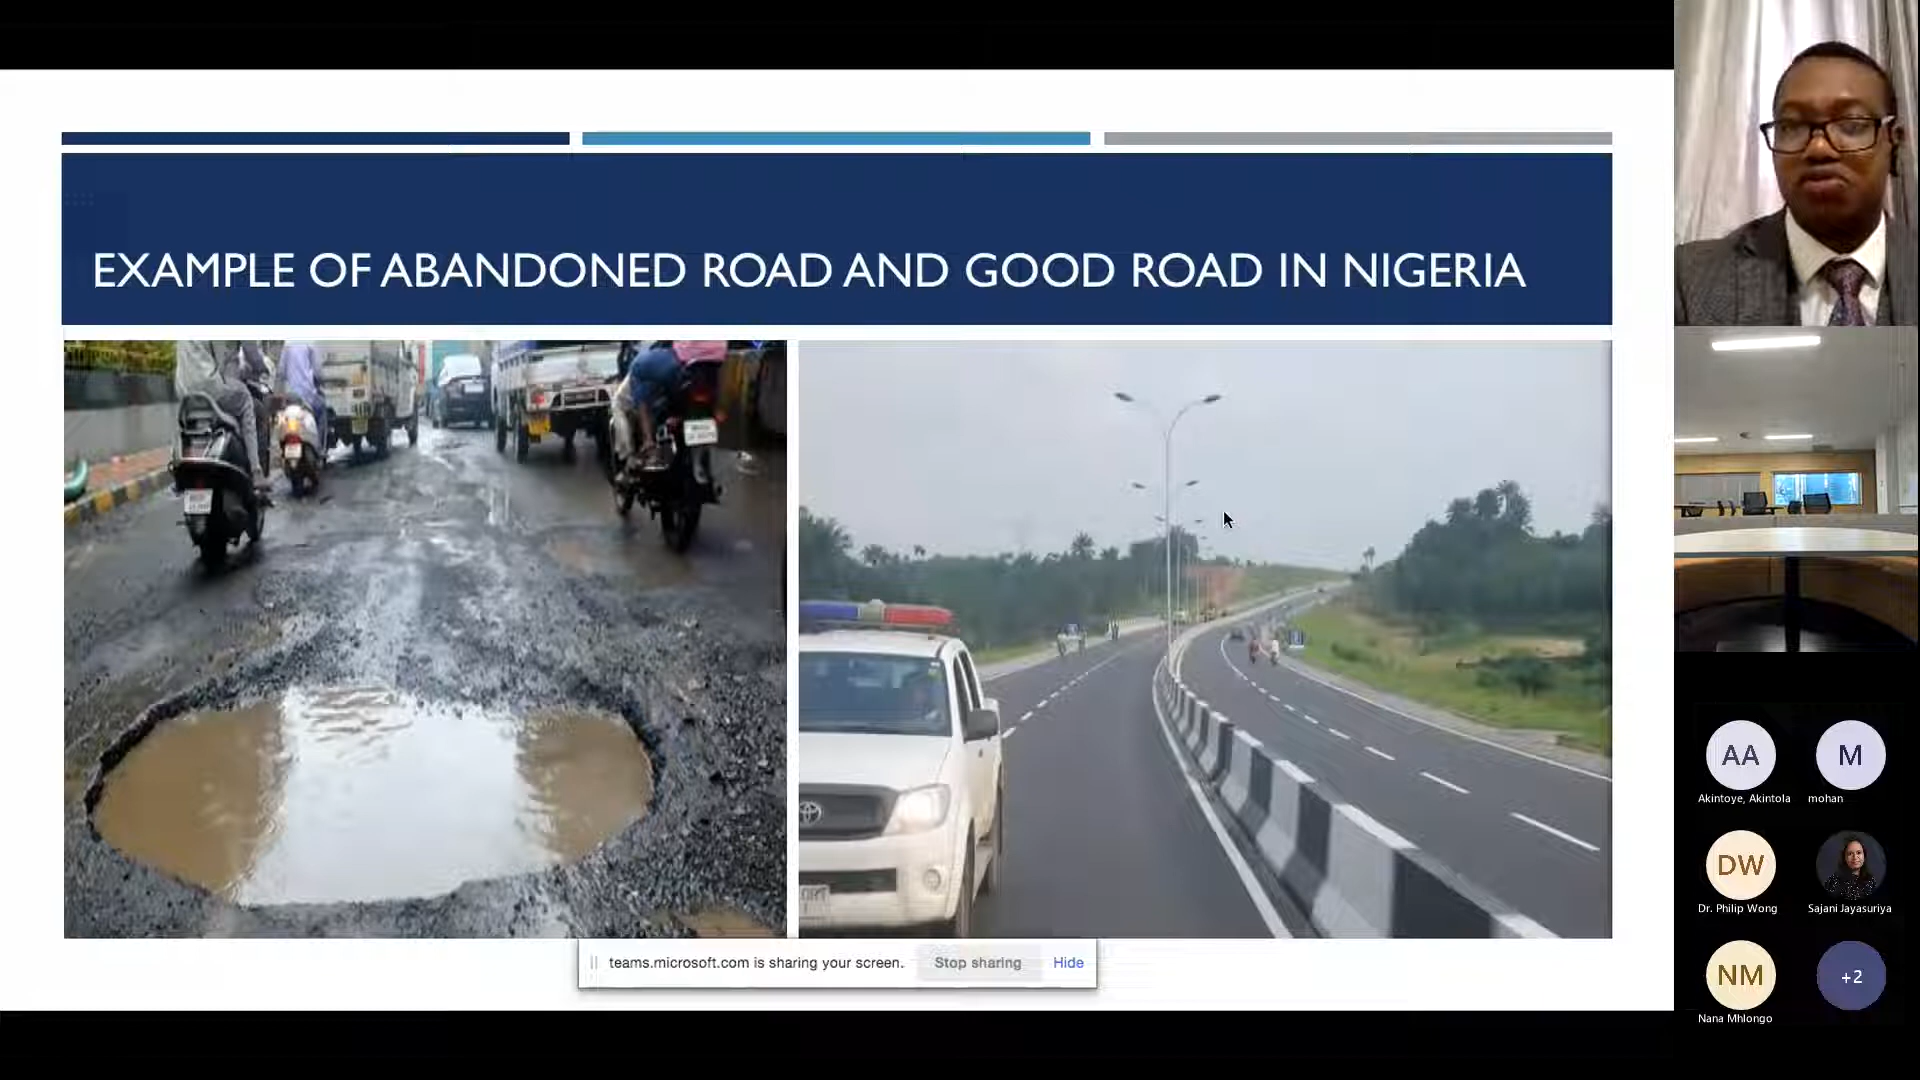 EXAMPLE OF ABANDONED ROAD AND GOOD ROAD IN NIGERIA
teams.microsoft.com is sharing your screen.
Stop sharing
Hide
AA
M
Akintoye, Akintola
mohan
DW
Dr. Philip Wong
Sajani Jayasuriya
NM
+2
Nana Mhlongo